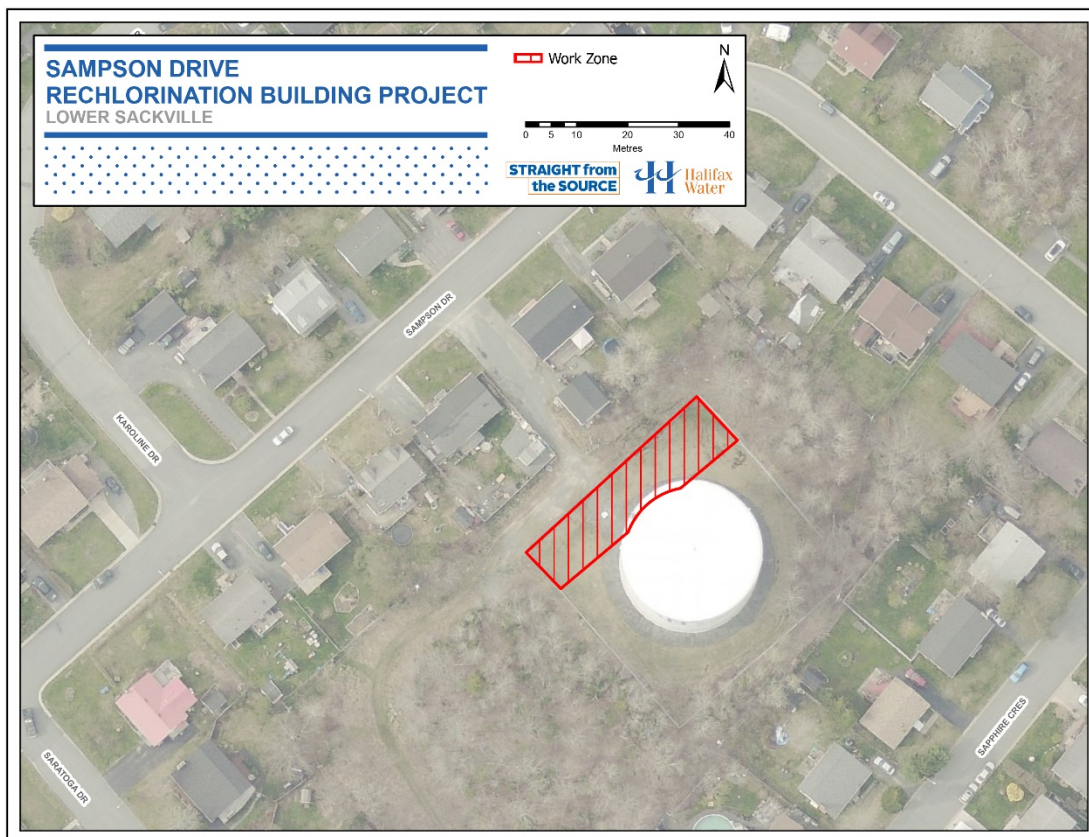 SAMPSON DRIVE
RECHLORINATION BUILDING PROJECT
LOWER SACKVILLE
Work Zone
N
0 5 10 20 30 40
Metres
STRAIGHT from
the SOURCE
Halifax
Water
SAMPSON DR
KAROLINE DR
SARATOGA DR
SAPPHIRE CRES